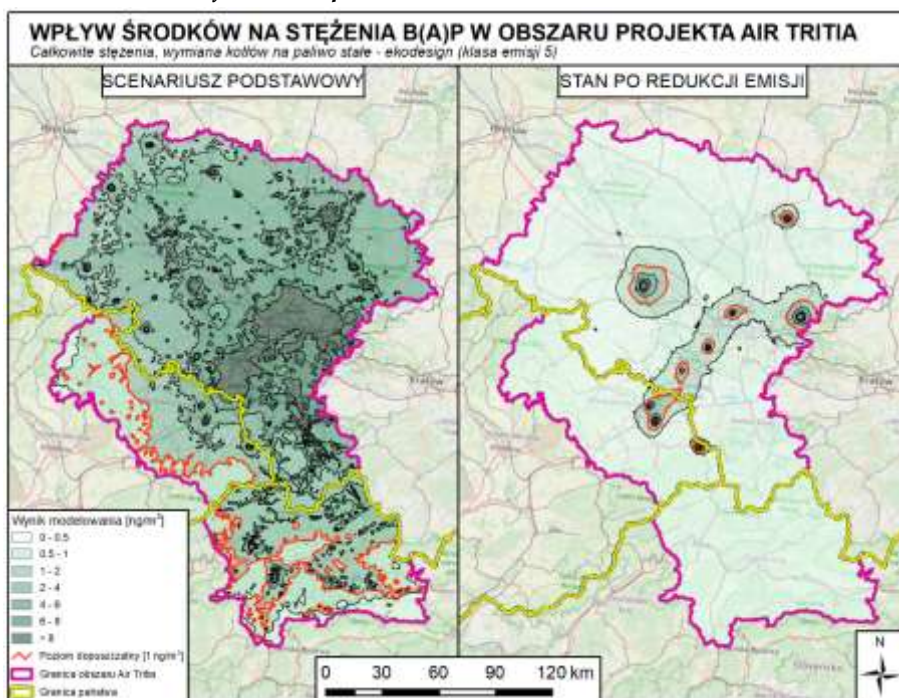 WPŁYW ŚRODKÓW NA STĘŻENIA B(A)P W OBSZARU PROJEKTA AIR TRITIA
Całkowite stężenia, wymiana kotłów na paliwo stałe - ekodesign (klasa emisji 5)
SCENARIUSZ PODSTAWOWY
STAN PO REDUKCJI EMISJI
Kraków
Wynik modelowania [ng/m³]
0 - 0.5
0.5 - 1
1 - 2
2 - 4
4 - 6
6 - 8
> 8
Poziom dopuszczalny [1 ng/m³]
Granica obszaru Air Tritia
Granica państwa
0 30 60 90 120 km
N